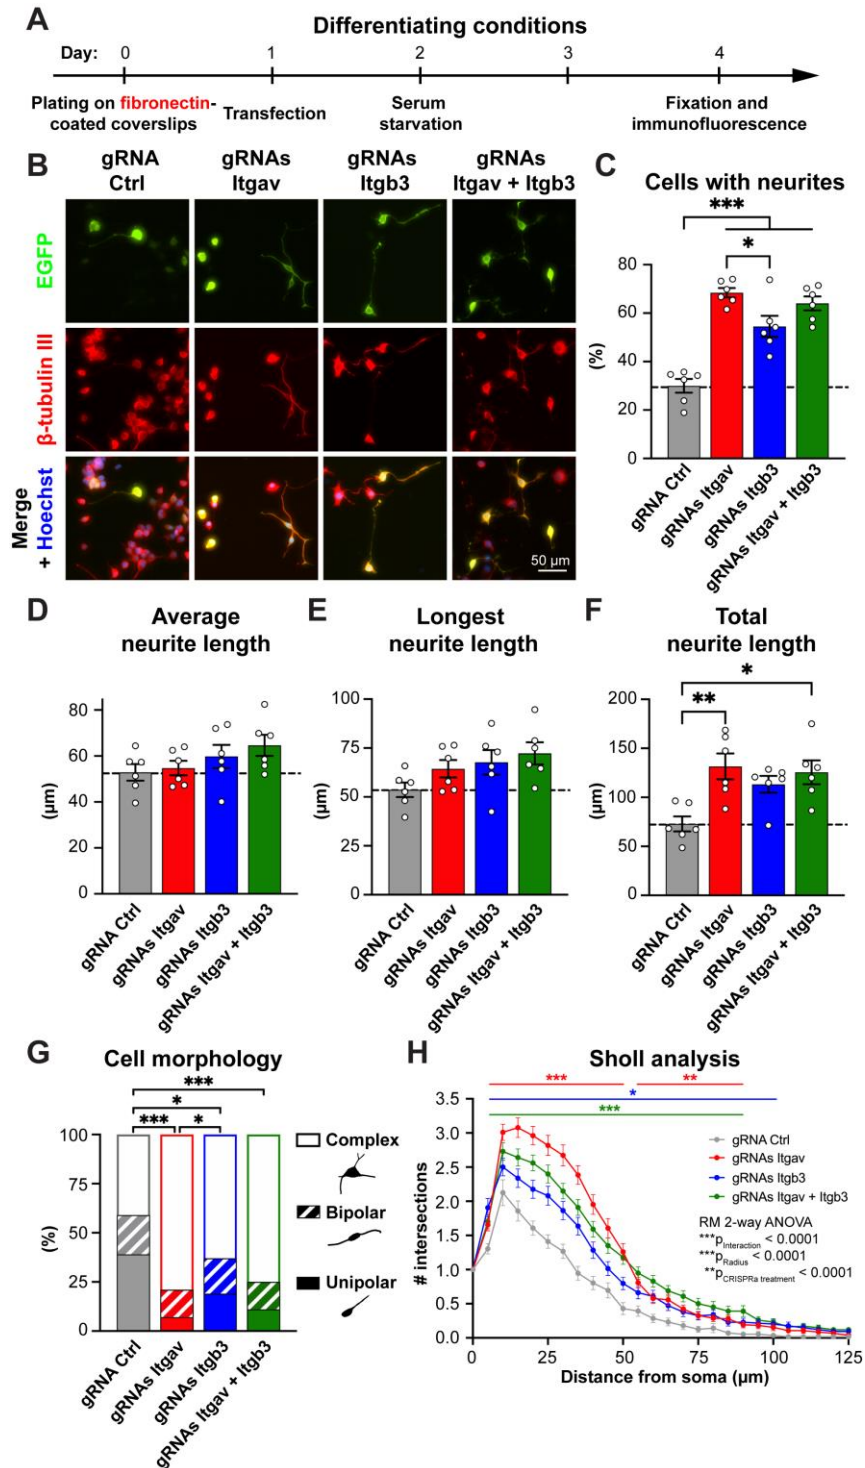 A
Differentiating conditions
Day: 0 1 2 3 4
Plating on fibronectin-
coated coverslips
Transfection
Serum
starvation
Fixation and
immunofluorescence
B
gRNA
Ctrl
gRNAs
Itgav
gRNAs
Itgb3
gRNAs
Itgav + Itgb3
EGFP
β-tubulin III
Merge
+ Hoechst
50 µm
C
Cells with neurites
***
*
80
60
40
20
0
(%)
gRNA Ctrl
gRNAs Itgav
gRNAs Itgb3
gRNAs Itgav + Itgb3
D
Average
neurite length
80
60
40
20
0
(µm)
gRNA Ctrl
gRNAs Itgav
gRNAs Itgb3
gRNAs Itgav + Itgb3
E
Longest
neurite length
100
75
50
25
0
(µm)
gRNA Ctrl
gRNAs Itgav
gRNAs Itgb3
gRNAs Itgav + Itgb3
F
Total
neurite length
*
**
200
150
100
50
0
(µm)
gRNA Ctrl
gRNAs Itgav
gRNAs Itgb3
gRNAs Itgav + Itgb3
G
Cell morphology
***
*
*** *
100
75
50
25
0
(%)
gRNA Ctrl
gRNAs Itgav
gRNAs Itgb3
gRNAs Itgav + Itgb3
Complex
Bipolar
Unipolar
H
Sholl analysis
*** **
*
***
3.5
3.0
2.5
2.0
1.5
1.0
0.5
0.0
# intersections
gRNA Ctrl
gRNAs Itgav
gRNAs Itgb3
gRNAs Itgav + Itgb3
RM 2-way ANOVA
***pInteraction < 0.0001
***pRadius < 0.0001
**pCRISPRa treatment < 0.0001
0 25 50 75 100 125
Distance from soma (µm)